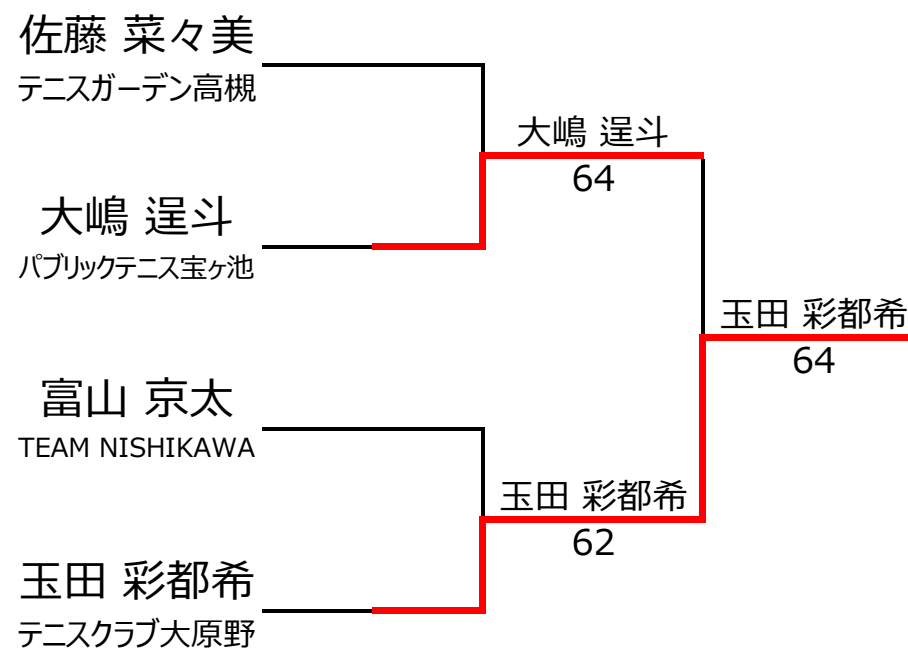 佐藤 菜々美
テニスガーデン高槻
大嶋 逞斗
64
大嶋 逞斗
パブリックテニス宝ヶ池
玉田 彩都希
64
富山 京太
TEAM NISHIKAWA
玉田 彩都希
62
玉田 彩都希
テニスクラブ大原野